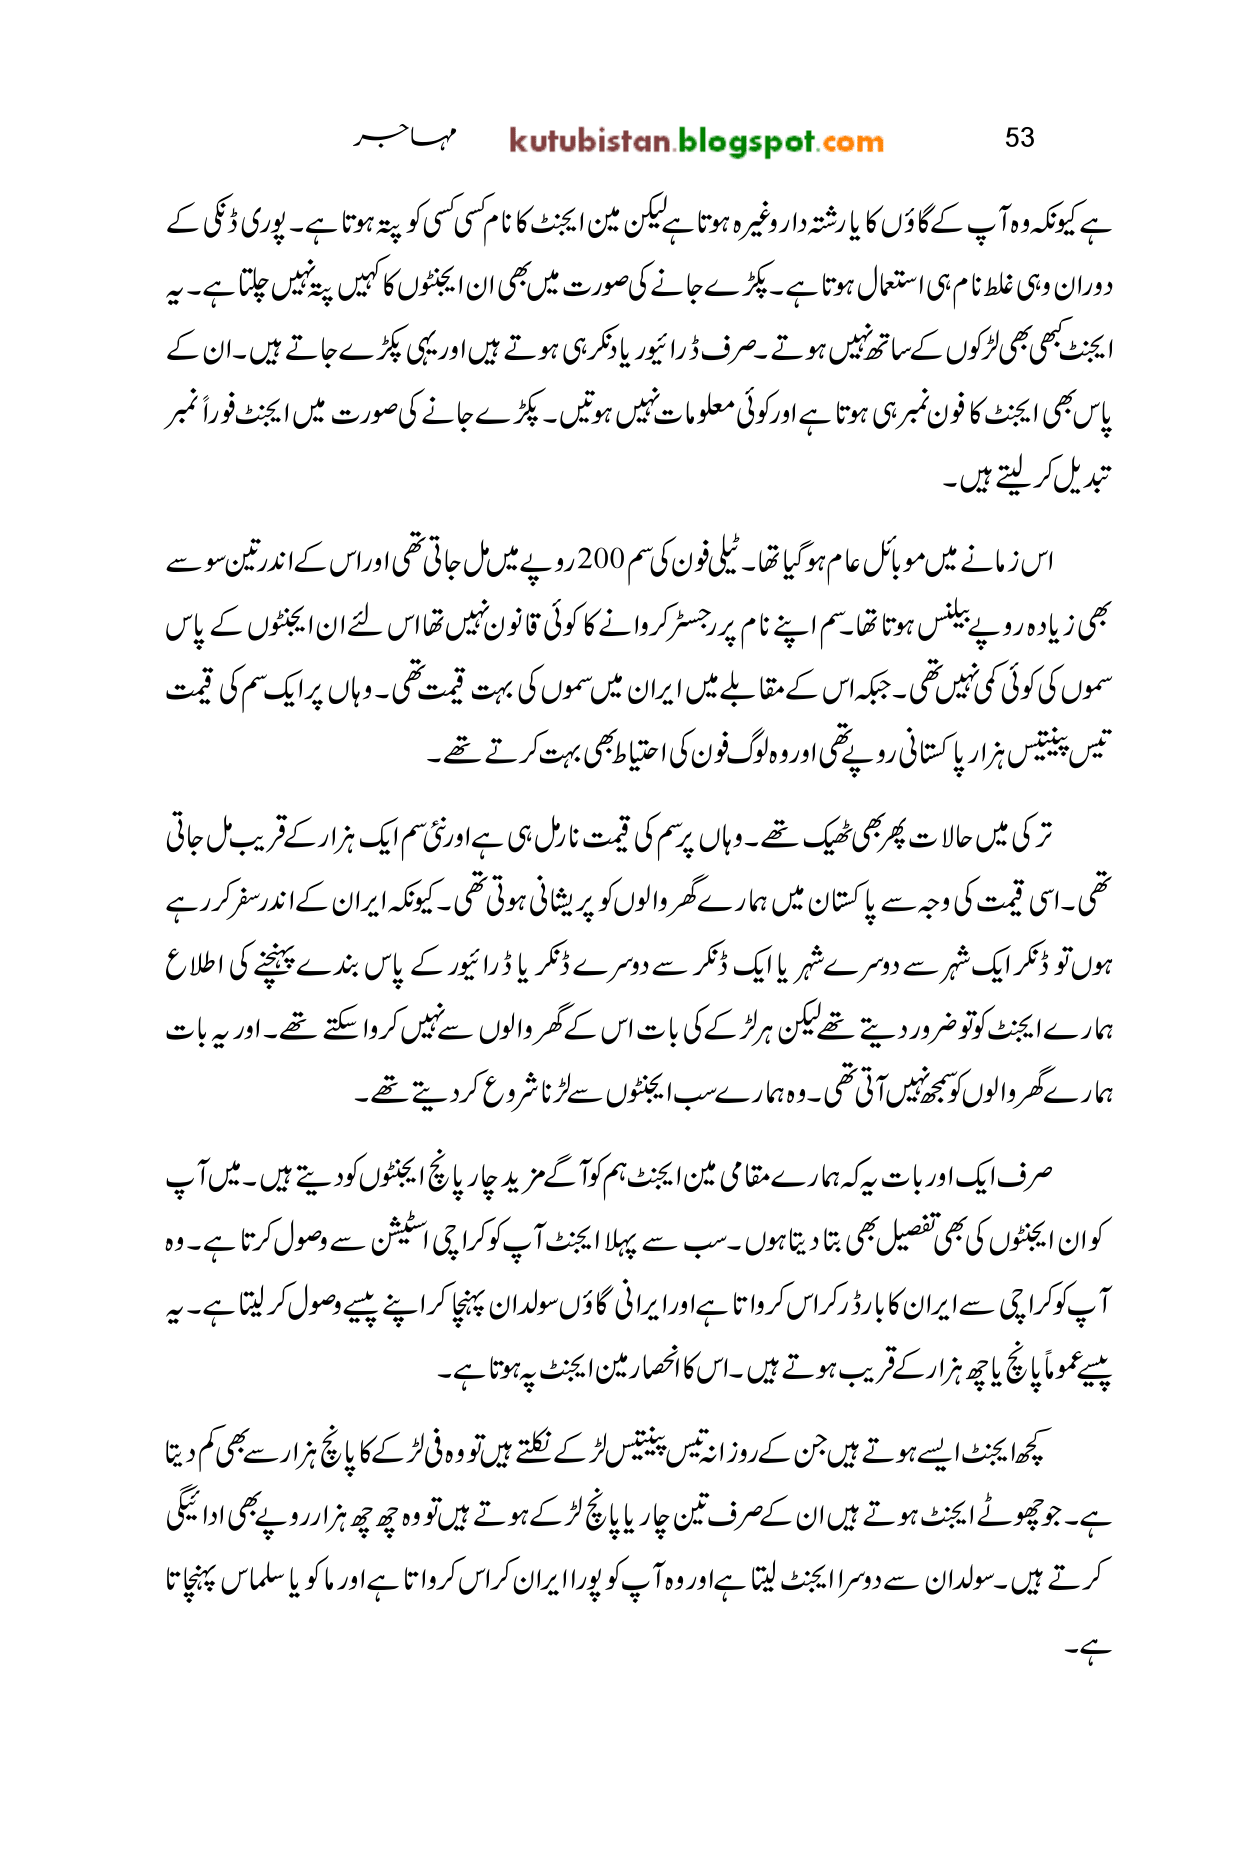 53 kutubistan.blogspot.com مہاجر
ہے کیونکہ وہ آپ کے گاؤں کا یا رشتہ دار وغیرہ ہوتا ہے لیکن مین ایجنٹ کا نام کسی کسی کو پتہ ہوتا ہے۔ پوری ڈنکی کے
دوران وہی غلط نام ہی استعمال ہوتا ہے۔ پکڑے جانے کی صورت میں بھی ان ایجنٹوں کا کہیں پتہ نہیں چلتا ہے۔ یہ
ایجنٹ کبھی بھی لڑکوں کے ساتھ نہیں ہوتے۔ صرف ڈرائیور یا دنکر ہی ہوتے ہیں اور یہی پکڑے جاتے ہیں۔ ان کے
پاس بھی ایجنٹ کا فون نمبر ہی ہوتا ہے اور کوئی معلومات نہیں ہوتیں۔ پکڑے جانے کی صورت میں ایجنٹ فوراً نمبر
تبدیل کر لیتے ہیں۔
اس زمانے میں موبائل عام ہو گیا تھا۔ ٹیلی فون کی سم 200 روپے میں مل جاتی تھی اور اس کے اندر تین سو سے
بھی زیادہ روپے بیلنس ہوتا تھا۔ سم اپنے نام پر رجسٹر کروانے کا کوئی قانون نہیں تھا اس لئے ان ایجنٹوں کے پاس
سموں کی کوئی کمی نہیں تھی۔ جبکہ اس کے مقابلے میں ایران میں سموں کی بہت قیمت تھی۔ وہاں پر ایک سم کی قیمت
تیس پینتیس ہزار پاکستانی روپے تھی اور وہ لوگ فون کی احتیاط بھی بہت کرتے تھے۔
ترکی میں حالات پھر بھی ٹھیک تھے۔ وہاں پر سم کی قیمت نارمل ہی ہے اور نئی سم ایک ہزار کے قریب مل جاتی
تھی۔ اسی قیمت کی وجہ سے پاکستان میں ہمارے گھر والوں کو پریشانی ہوتی تھی۔ کیونکہ ایران کے اندر سفر کر رہے
ہوں تو ڈنکر ایک شہر سے دوسرے شہر یا ایک ڈنکر سے دوسرے ڈنکر یا ڈرائیور کے پاس بندے پہنچنے کی اطلاع
ہمارے ایجنٹ کو تو ضرور دیتے تھے لیکن ہر لڑکے کی بات اس کے گھر والوں سے نہیں کروا سکتے تھے۔ اور یہ بات
ہمارے گھر والوں کو سمجھ نہیں آتی تھی۔ وہ ہمارے سب ایجنٹوں سے لڑنا شروع کر دیتے تھے۔
صرف ایک اور بات یہ کہ ہمارے مقامی مین ایجنٹ ہم کو آگے مزید چار پانچ ایجنٹوں کو دیتے ہیں۔ میں آپ
کو ان ایجنٹوں کی بھی تفصیل بھی بتا دیتا ہوں۔ سب سے پہلا ایجنٹ آپ کو کراچی اسٹیشن سے وصول کرتا ہے۔ وہ
آپ کو کراچی سے ایران کا بارڈر کراس کرواتا ہے اور ایرانی گاؤں سولدان پہنچا کر اپنے پیسے وصول کر لیتا ہے۔ یہ
پیسے عموماً پانچ یا چھ ہزار کے قریب ہوتے ہیں۔ اس کا انحصار مین ایجنٹ پہ ہوتا ہے۔
کچھ ایجنٹ ایسے ہوتے ہیں جن کے روزانہ تیس پینتیس لڑکے نکلتے ہیں تو وہ فی لڑکے کا پانچ ہزار سے بھی کم دیتا
ہے۔ جو چھوٹے ایجنٹ ہوتے ہیں ان کے صرف تین چار یا پانچ لڑکے ہوتے ہیں تو وہ چھ چھ ہزار روپے بھی ادائیگی
کرتے ہیں۔ سولدان سے دوسرا ایجنٹ لیتا ہے اور وہ آپ کو پورا ایران کراس کرواتا ہے اور ماکو یا سلماس پہنچاتا
ہے۔